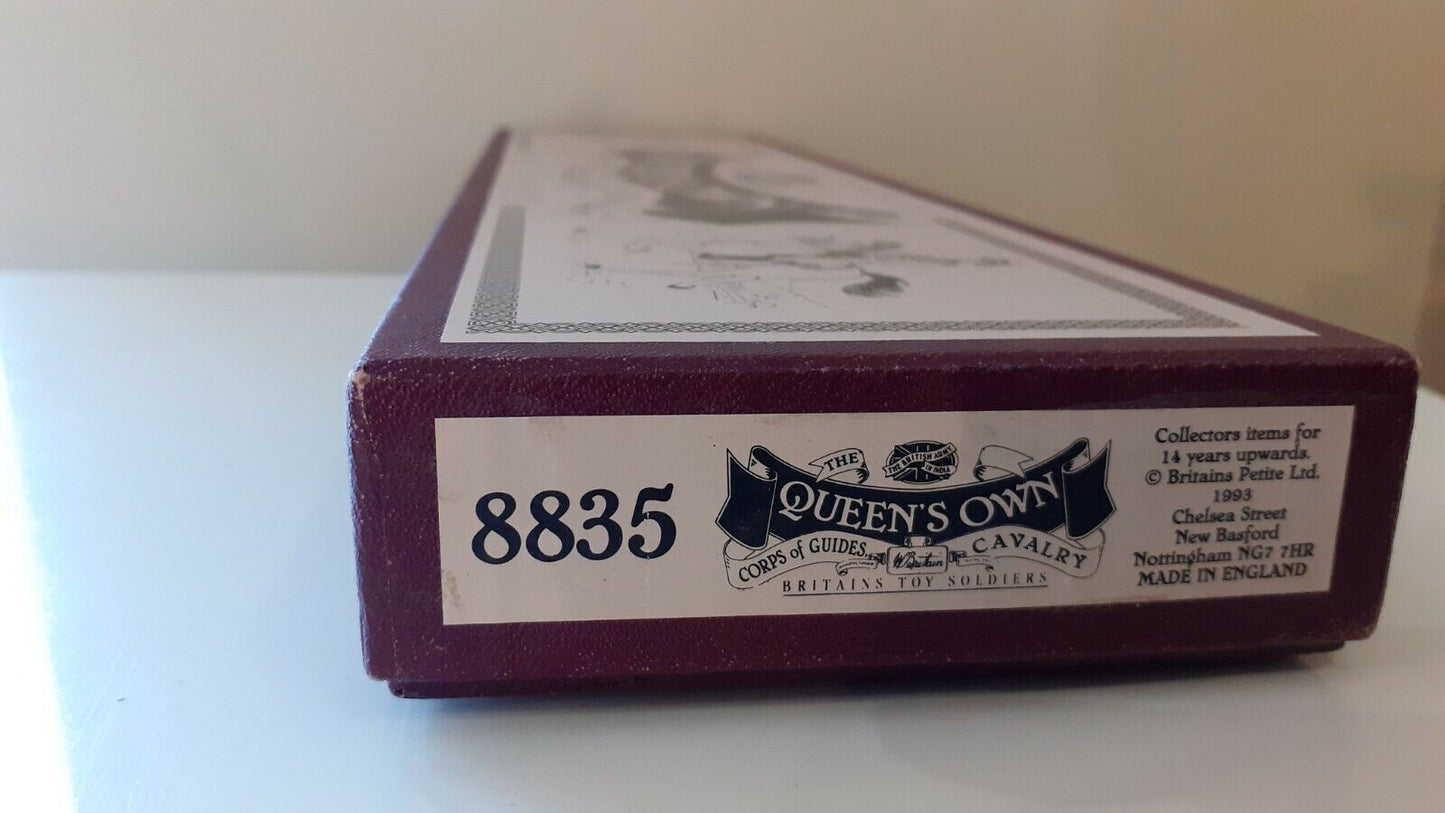 8835
THE
THE BRITISH ARMY
IN INDIA
QUEEN'S OWN
CORPS of GUIDES
CAVALRY
W Britain
BRITAINS TOY SOLDIERS
Collectors items for
14 years upwards.
© Britains Petite Ltd.
1993
Chelsea Street
New Basford
Nottingham NG7 7HR
MADE IN ENGLAND